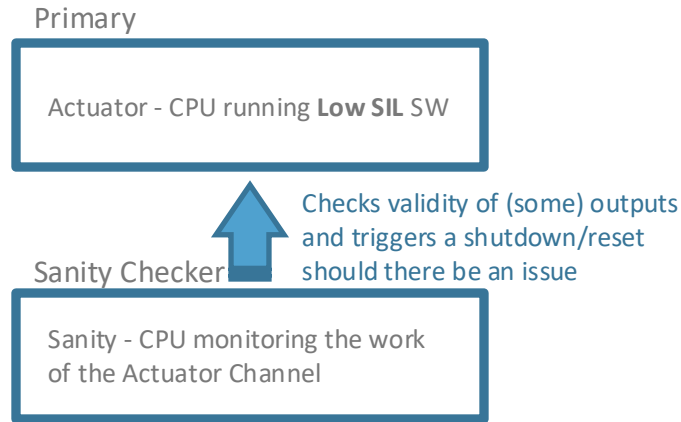 Primary
Actuator - CPU running Low SIL SW
Checks validity of (some) outputs
and triggers a shutdown/reset
should there be an issue
Sanity Checker
Sanity - CPU monitoring the work
of the Actuator Channel